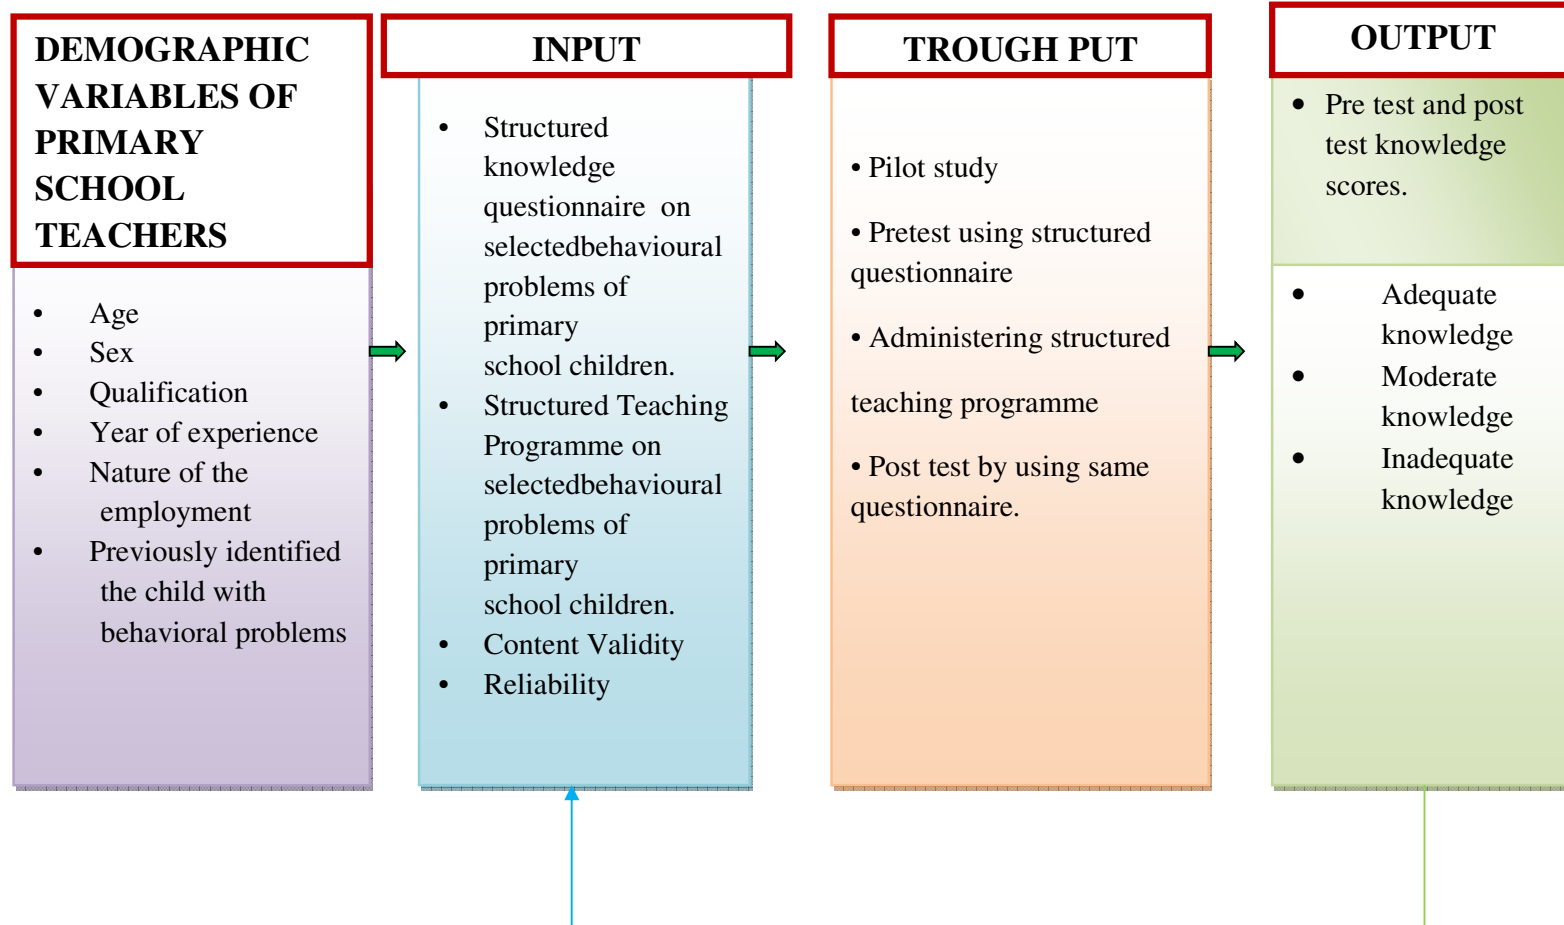 DEMOGRAPHIC
VARIABLES OF
PRIMARY
SCHOOL
TEACHERS
• Age
• Sex
• Qualification
• Year of experience
• Nature of the
employment
• Previously identified
the child with
behavioral problems
INPUT
• Structured
knowledge
questionnaire on
selectedbehavioural
problems of
primary
school children.
• Structured Teaching
Programme on
selectedbehavioural
problems of
primary
school children.
• Content Validity
• Reliability
TROUGH PUT
• Pilot study
• Pretest using structured
questionnaire
• Administering structured
teaching programme
• Post test by using same
questionnaire.
OUTPUT
• Pre test and post
test knowledge
scores.
• Adequate
knowledge
• Moderate
knowledge
• Inadequate
knowledge